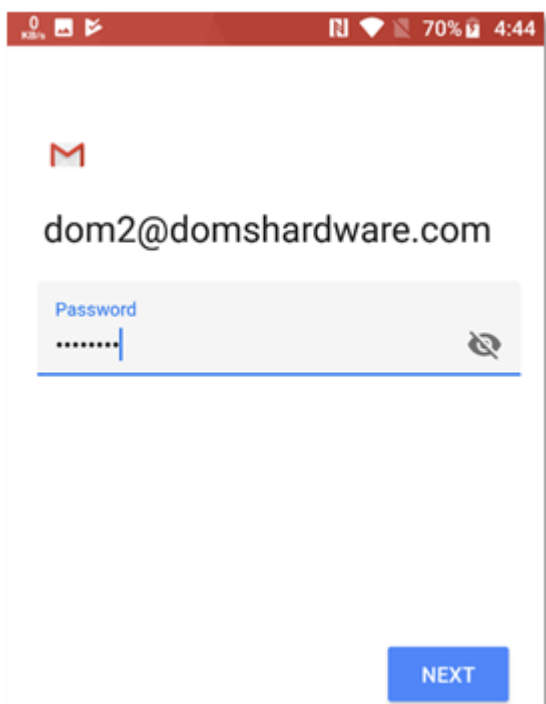 0
KB/s
70% 4:44
dom2@domshardware.com
Password
••••••••
NEXT